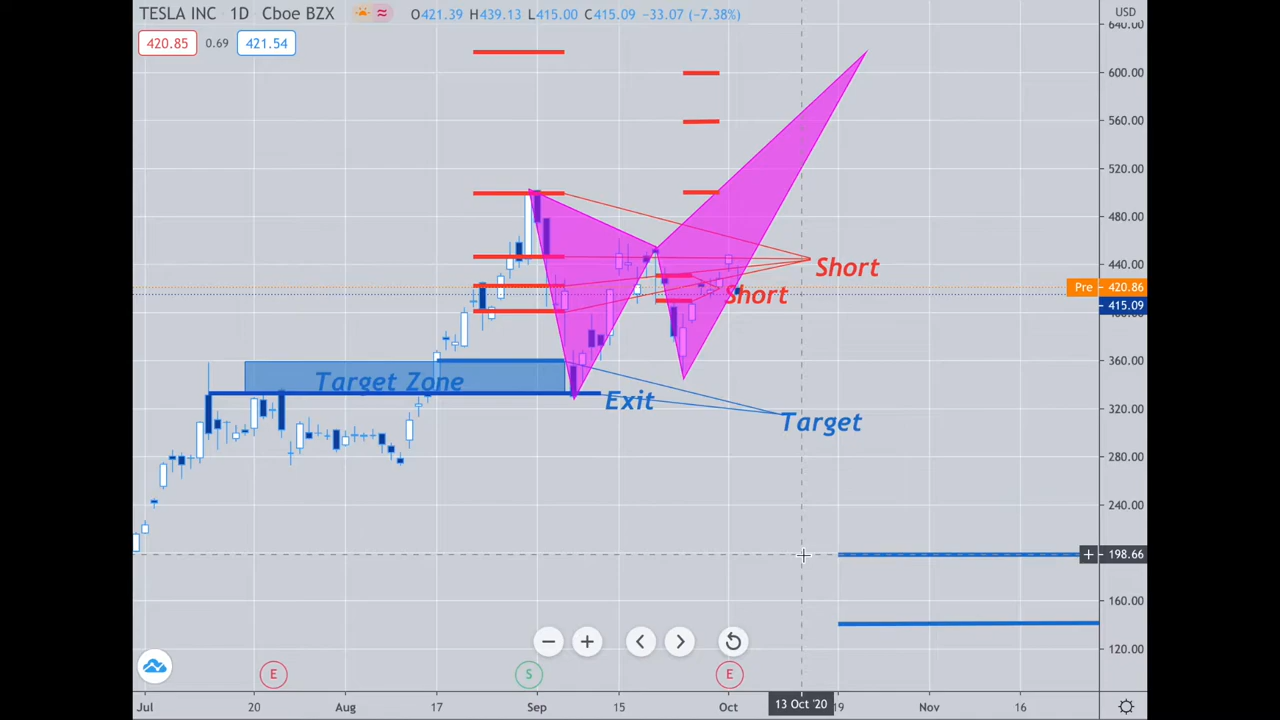 TESLA INC 1D Cboe BZX O421.39 H439.13 L415.00 C415.09 −33.07 (−7.38%)
USD
420.85 0.69 421.54
640.00
600.00
560.00
520.00
480.00
440.00
Short
Pre 420.86
Short
415.09
400.00
360.00
Target Zone
Exit
320.00
Target
280.00
240.00
+ 198.66
160.00
120.00
E S E
Jul 20 Aug 17 Sep 15 Oct 13 Oct '20 19 Nov 16